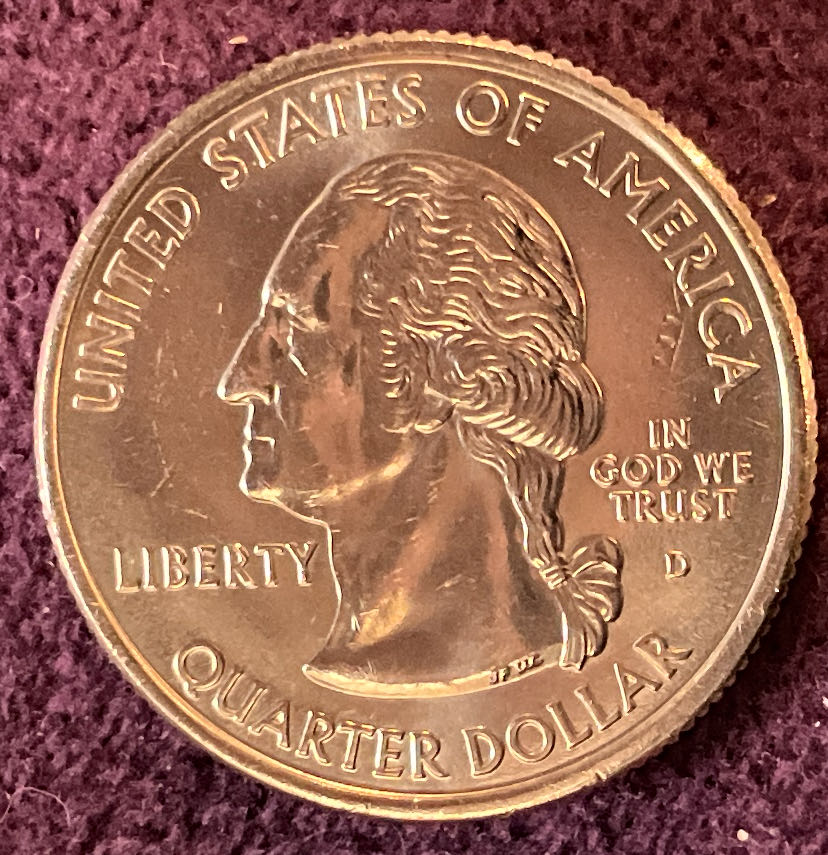 UNITED STATES OF AMERICA
LIBERTY
IN
GOD WE
TRUST
D
QUARTER DOLLAR